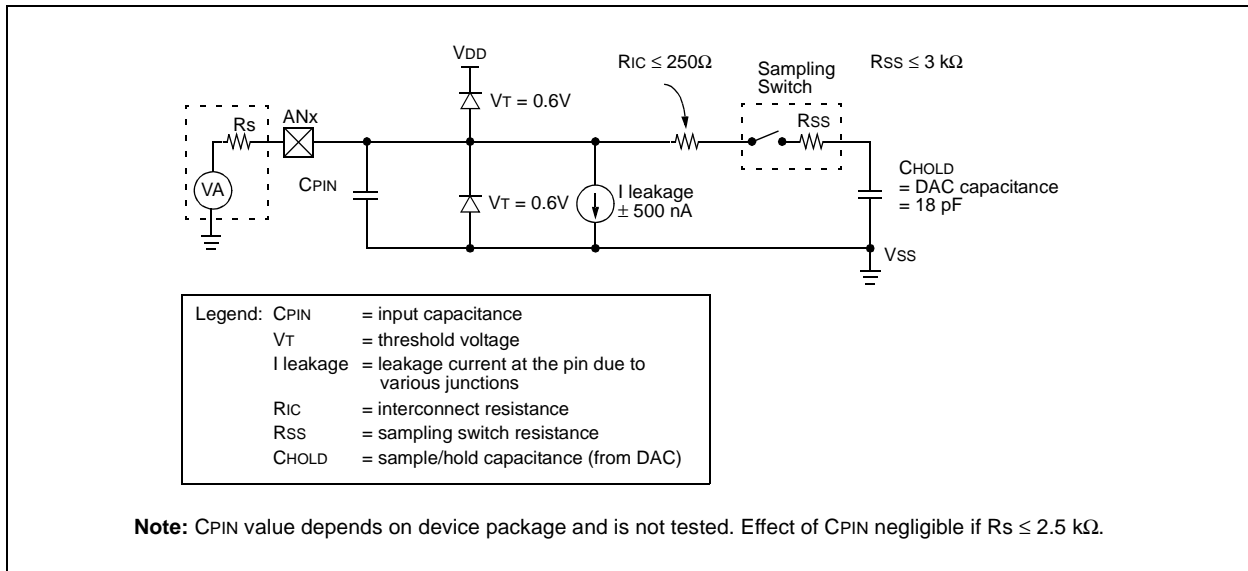 VDD
RIC ≤ 250Ω
Sampling
Switch
RSS ≤ 3 kΩ
VT = 0.6V
Rs
ANx
RSS
VA
CPIN
VT = 0.6V
I leakage
± 500 nA
CHOLD
= DAC capacitance
= 18 pF
VSS
Legend: CPIN = input capacitance
VT = threshold voltage
I leakage = leakage current at the pin due to
various junctions
RIC = interconnect resistance
RSS = sampling switch resistance
CHOLD = sample/hold capacitance (from DAC)
Note: CPIN value depends on device package and is not tested. Effect of CPIN negligible if Rs ≤ 2.5 kΩ.